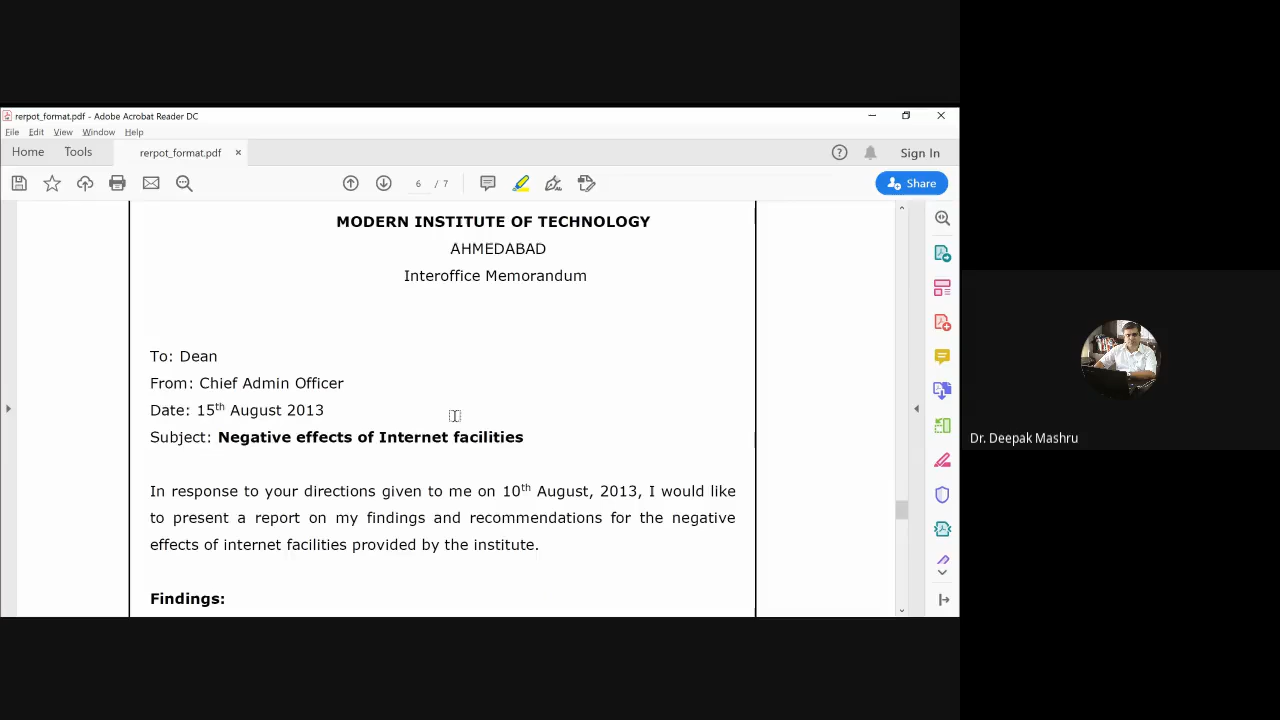 rerpot_format.pdf - Adobe Acrobat Reader DC
File Edit View Window Help
Home Tools rerpot_format.pdf × Sign In
6 / 7 Share
MODERN INSTITUTE OF TECHNOLOGY
AHMEDABAD
Interoffice Memorandum
To: Dean
From: Chief Admin Officer
Date: 15th August 2013
Subject: Negative effects of Internet facilities
In response to your directions given to me on 10th August, 2013, I would like
to present a report on my findings and recommendations for the negative
effects of internet facilities provided by the institute.
Findings:
Dr. Deepak Mashru